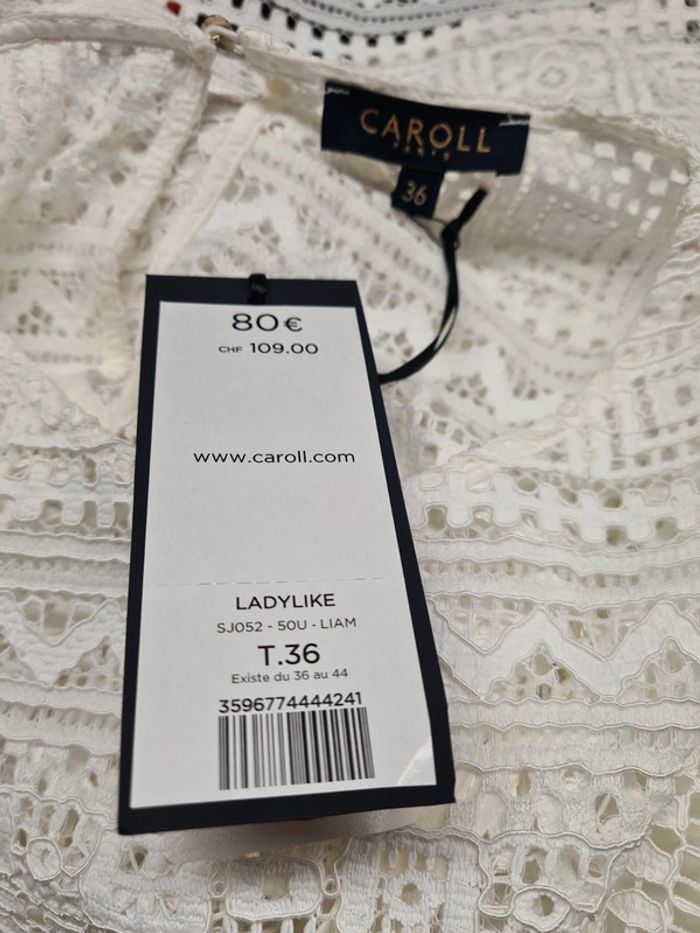 CAROLL
PARIS
36
80€
CHF 109.00
www.caroll.com
LADYLIKE
SJ052 - 50U - LIAM
T.36
Existe du 36 au 44
3596774444241